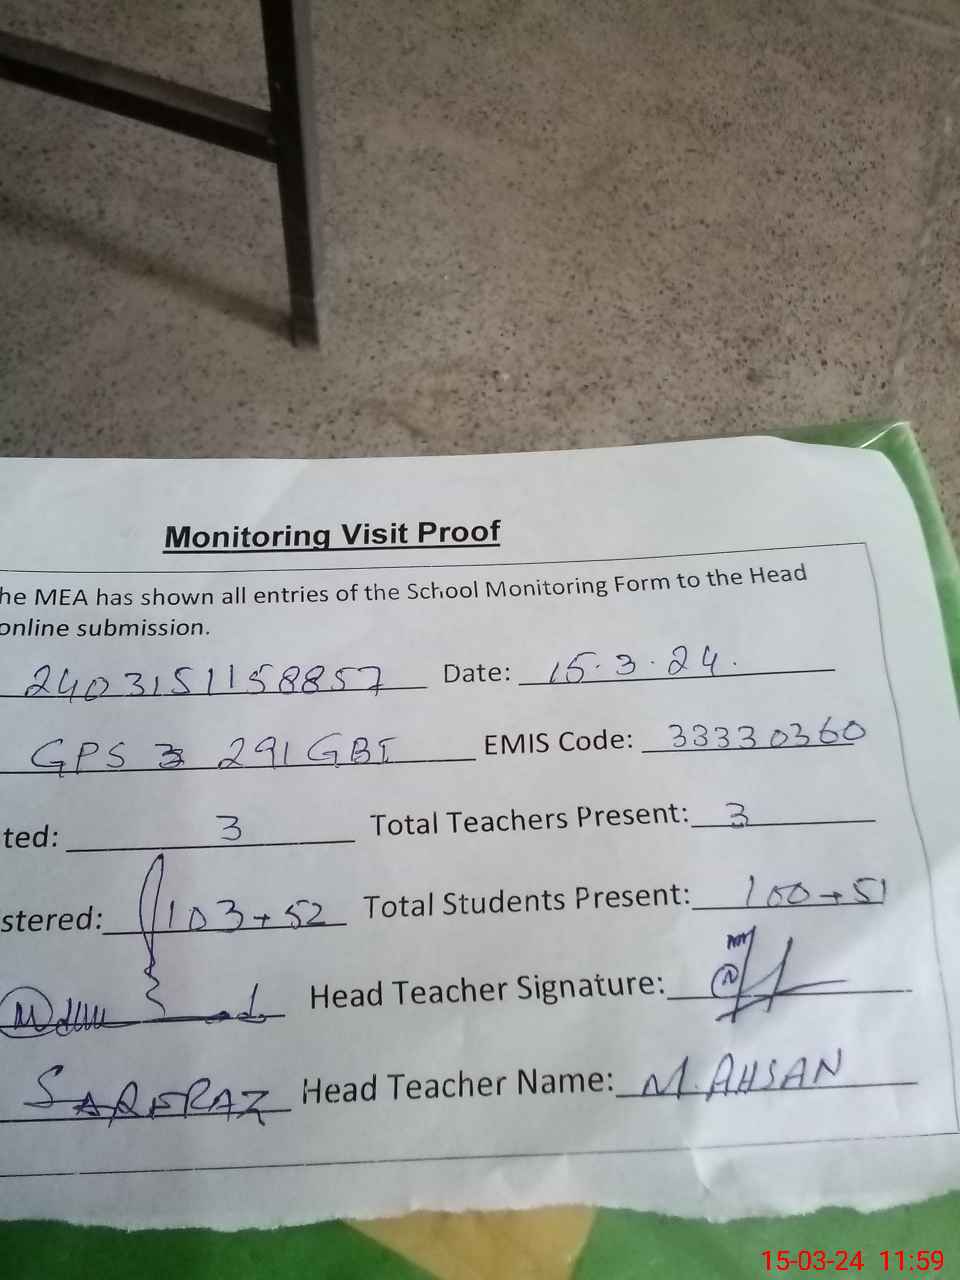 Monitoring Visit Proof
he MEA has shown all entries of the School Monitoring Form to the Head
online submission.
2403151158857 Date: 15.3.24.
GPS 291 GBI EMIS Code: 33330360
ted: 3 Total Teachers Present: 3
stered: 103+52 Total Students Present: 100+51
Head Teacher Signature:
SARFRAZ Head Teacher Name: M.AHSAN
15-03-24 11:59